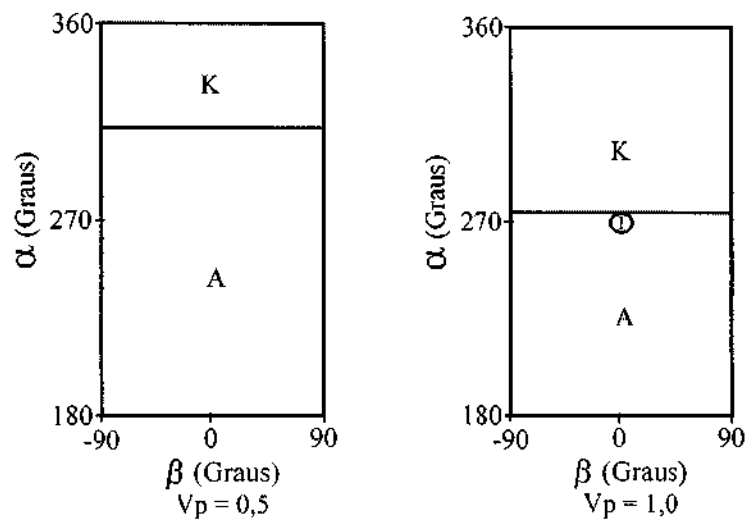 360
K
α (Graus)
270
A
180
-90
0
90
β (Graus)
Vp = 0,5
360
K
α (Graus)
270
I
A
180
-90
0
90
β (Graus)
Vp = 1,0